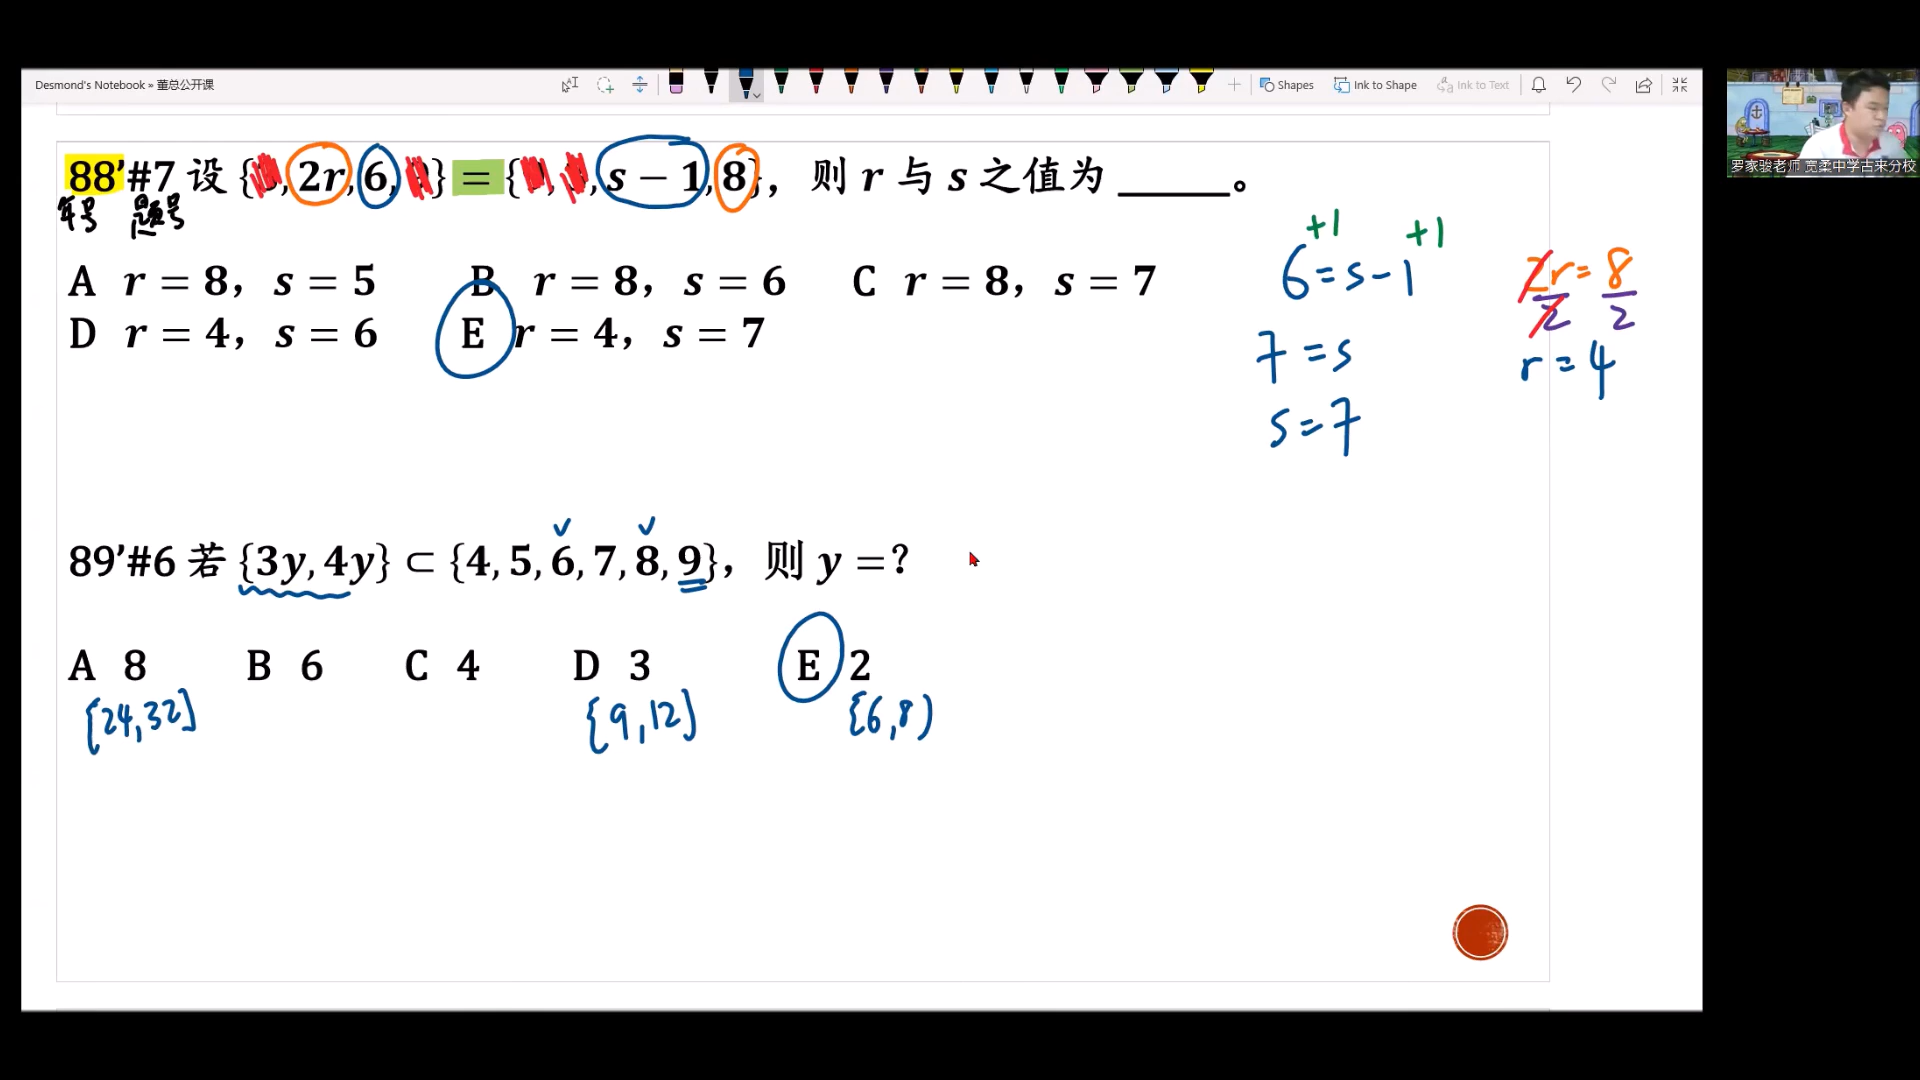 Desmond's Notebook » 董总公开课
Shapes
Ink to Shape
Ink to Text
罗家骏老师 宽柔中学古来分校
88’#7 设 { , 2r, 6, } = { , , s − 1, 8}，则 r 与 s 之值为 ______。
年号 题号
A r = 8，s = 5 B r = 8，s = 6 C r = 8，s = 7
D r = 4，s = 6 E r = 4，s = 7
+1 +1
6 = s - 1
7 = s
s = 7
2r = 8
2 2
r = 4
89’#6 若 {3y, 4y} ⊂ {4, 5, 6, 7, 8, 9}，则 y =？
A 8 B 6 C 4 D 3 E 2
{24,32} {9,12} {6,8}